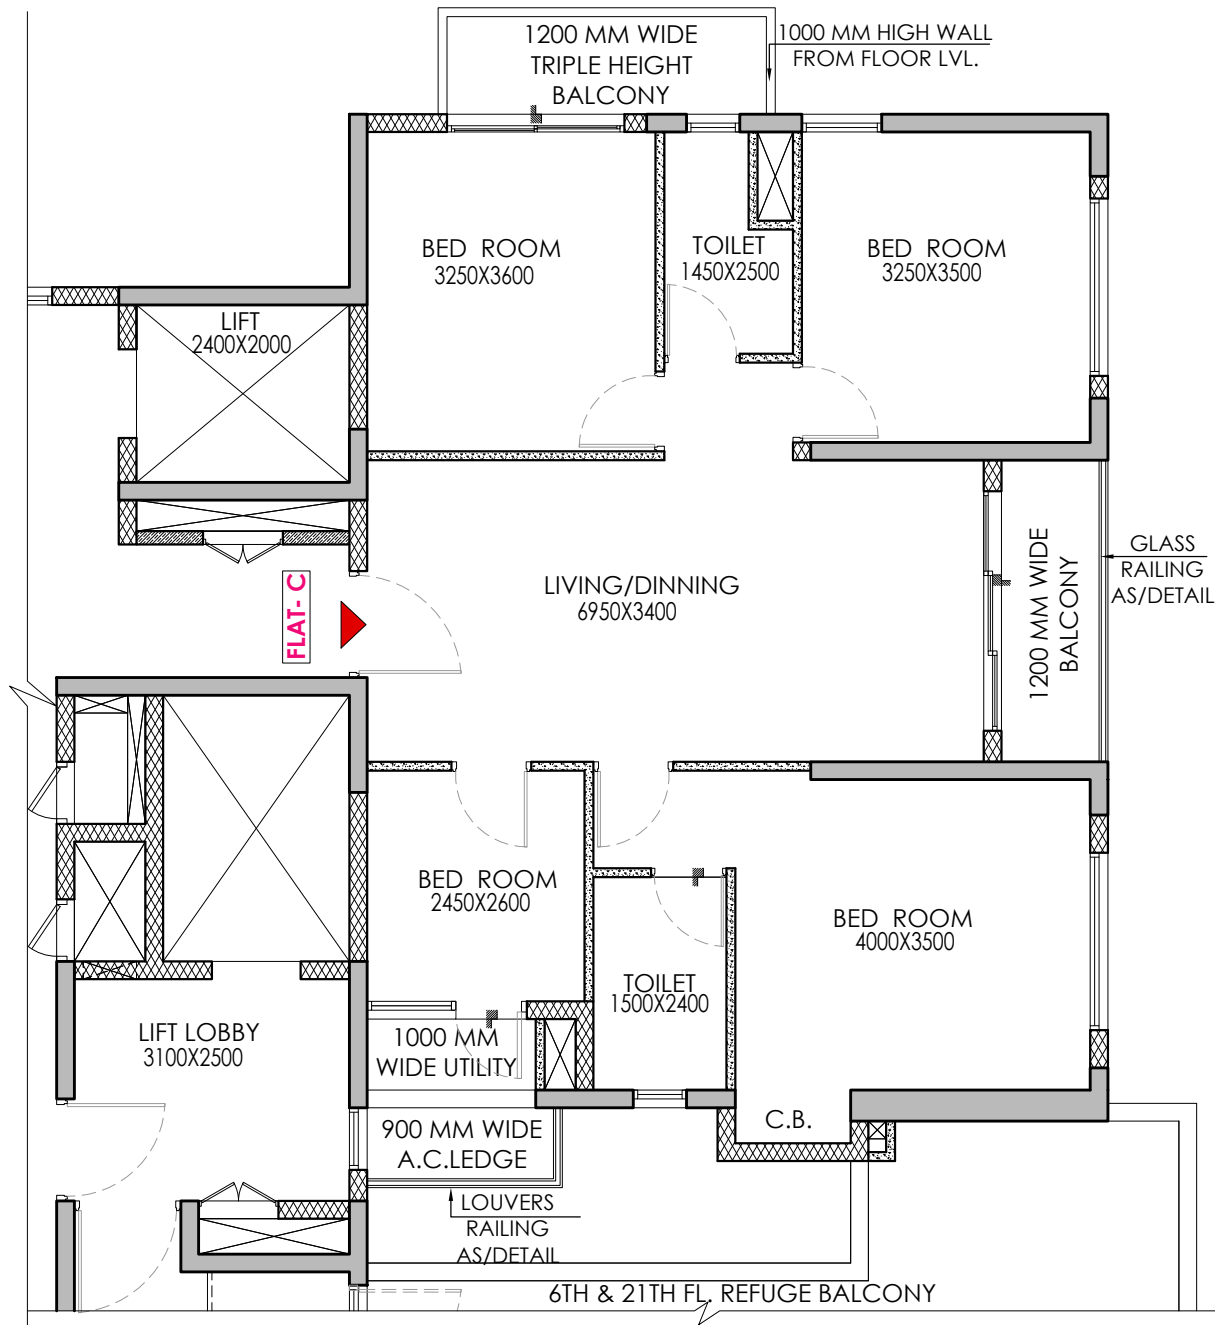 1200 MM WIDE
TRIPLE HEIGHT
BALCONY
1000 MM HIGH WALL
FROM FLOOR LVL.
BED ROOM
3250X3600
TOILET
1450X2500
BED ROOM
3250X3500
LIFT
2400X2000
LIVING/DINNING
6950X3400
FLAT- C
1200 MM WIDE
BALCONY
GLASS
RAILING
AS/DETAIL
BED ROOM
2450X2600
BED ROOM
4000X3500
TOILET
1500X2400
LIFT LOBBY
3100X2500
1000 MM
WIDE UTILITY
900 MM WIDE
A.C.LEDGE
C.B.
LOUVERS
RAILING
AS/DETAIL
6TH & 21TH FL. REFUGE BALCONY